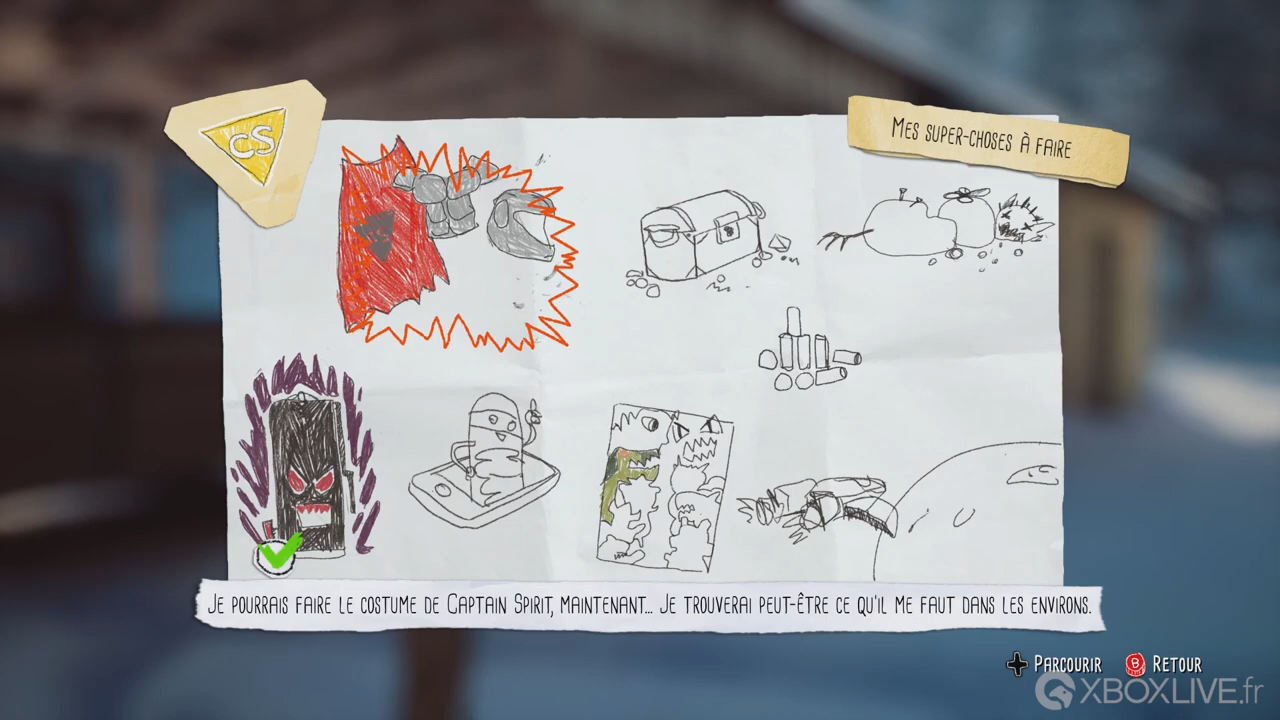 CS
Mes super-choses à faire
Je pourrais faire le costume de Captain Spirit, maintenant... Je trouverai peut-être ce qu'il me faut dans les environs.
Parcourir B Retour
XBOXLIVE.fr